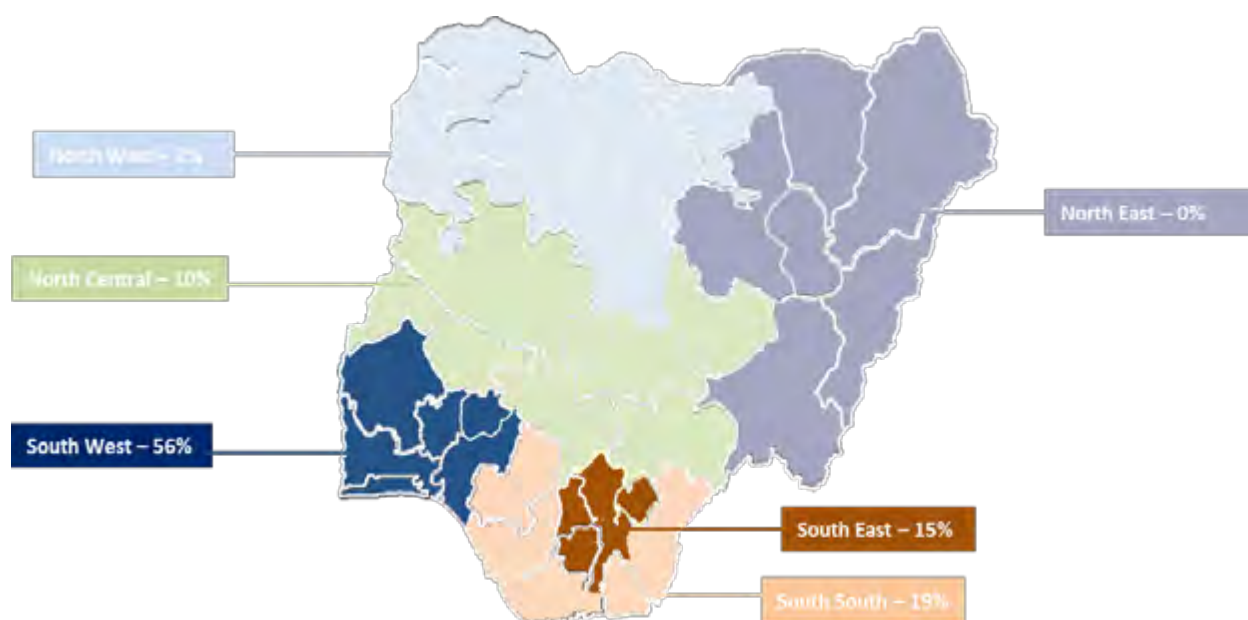 North West –
North East – 0%
North Central – 10%
South West – 56%
South East – 15%
South South – 19%